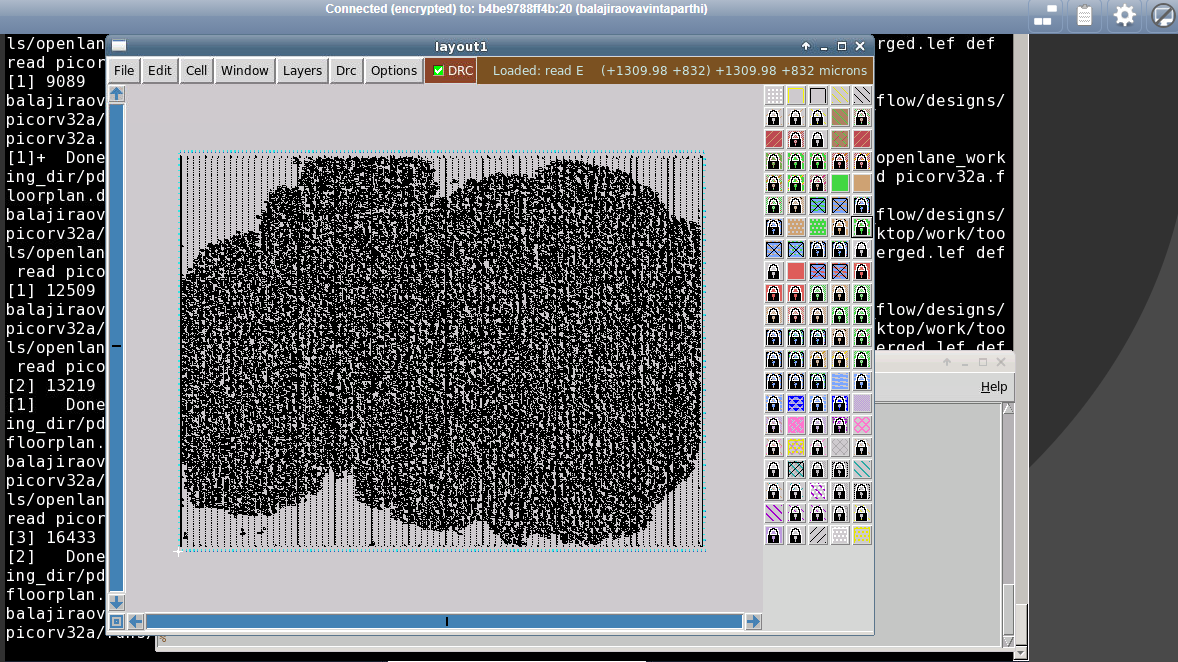 Connected (encrypted) to: b4be9788ff4b:20 (balajiraovavintaparthi)
layout1
File Edit Cell Window Layers Drc Options DRC Loaded: read E (+1309.98 +832) +1309.98 +832 microns
ls/openlan rged.lef def
read picor
[1] 9089
balajiraov flow/designs/
picorv32a/
picorv32a.
[1]+ Done openlane_work
ing_dir/pd d picorv32a.f
loorplan.d
balajiraov flow/designs/
picorv32a/ ktop/work/too
ls/openlan erged.lef def
read pico
[1] 12509
balajiraov flow/designs/
picorv32a/ ktop/work/too
ls/openlan erged.lef def
read pico
[2] 13219
Help
[1] Done
ing_dir/pd
floorplan.
balajiraov
picorv32a/
ls/openlan
read picor
[3] 16433
[2] Done
ing_dir/pd
floorplan.
balajiraov
picorv32a/
%